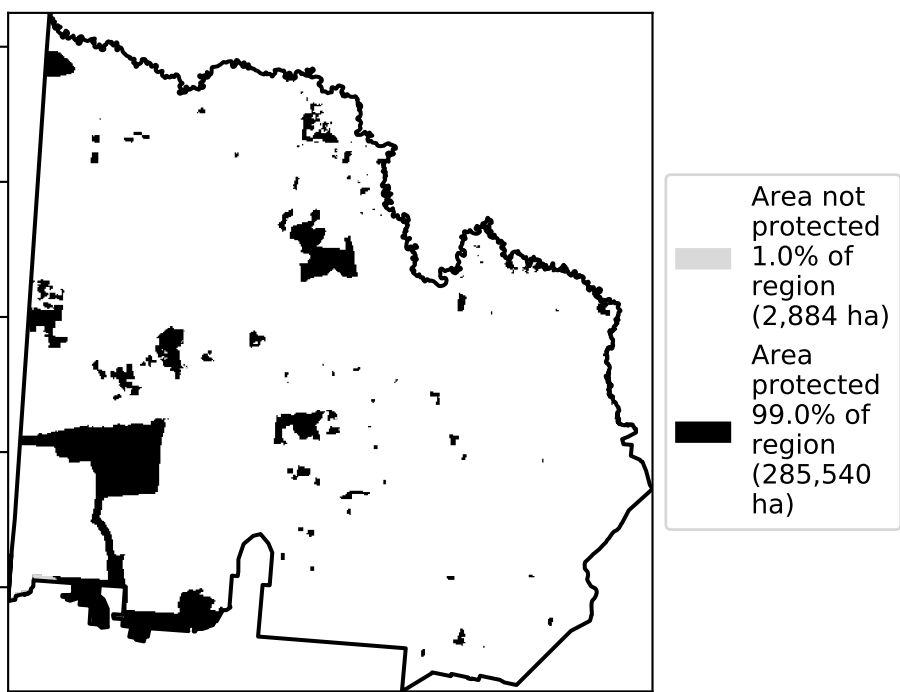 Area not
protected
1.0% of
region
(2,884 ha)
Area
protected
99.0% of
region
(285,540
ha)